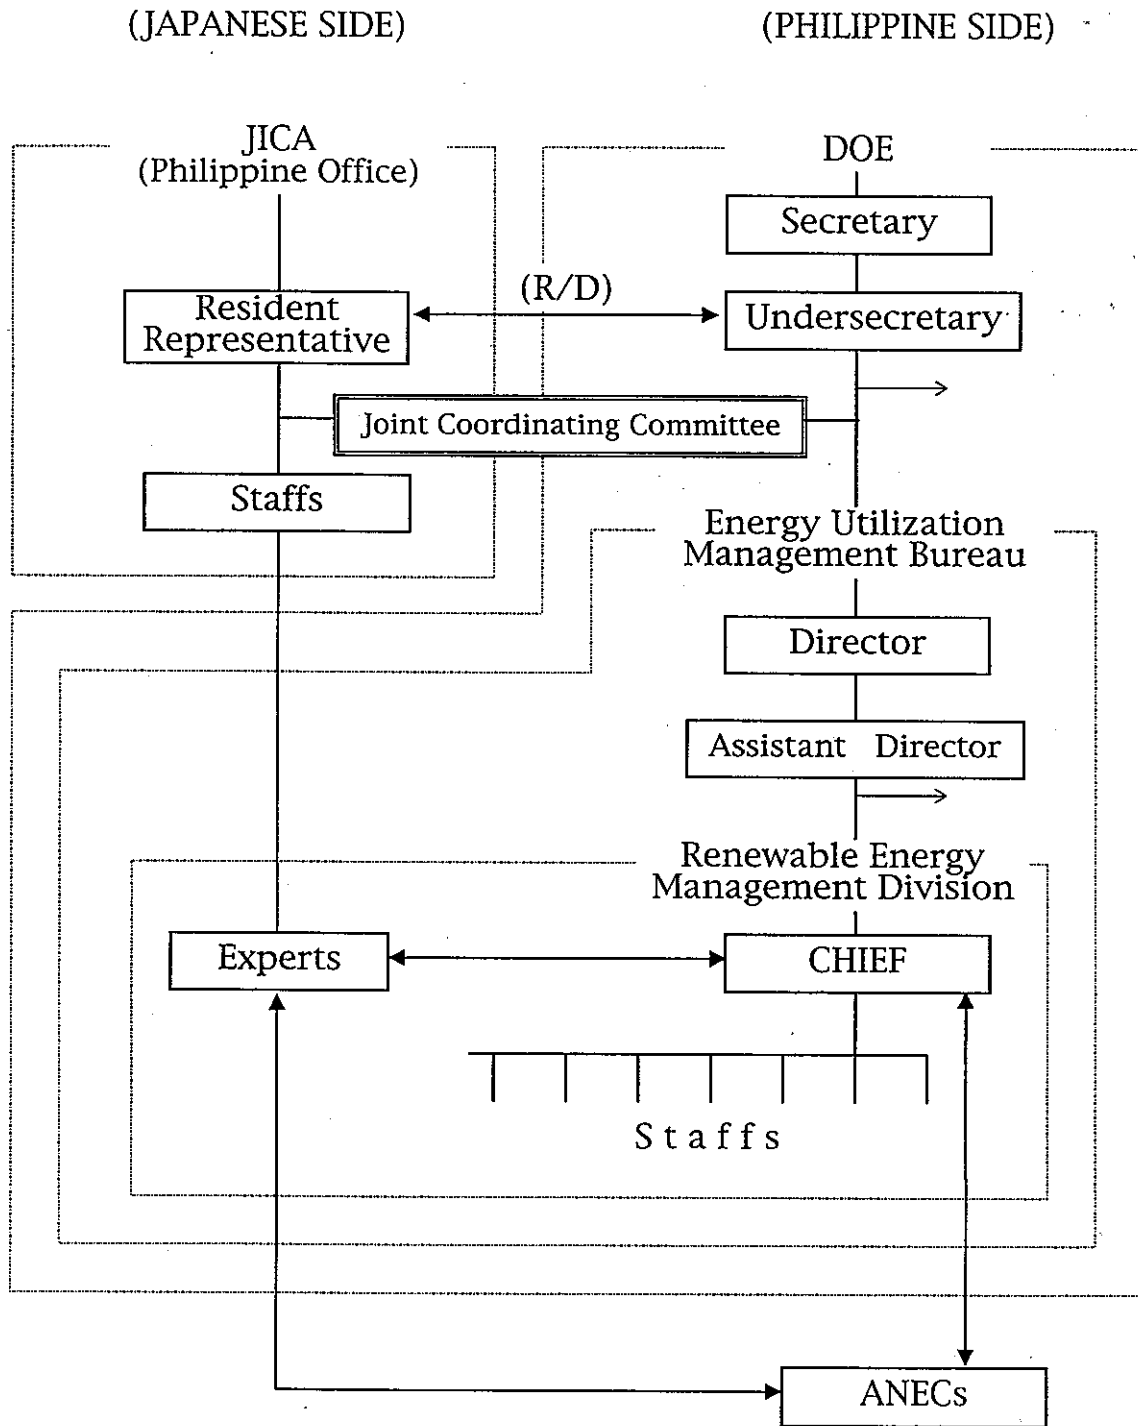 (JAPANESE SIDE)
(PHILIPPINE SIDE)
JICA
(Philippine Office)
DOE
Secretary
(R/D)
Resident
Representative
Undersecretary
Joint Coordinating Committee
Staffs
Energy Utilization
Management Bureau
Director
Assistant Director
Renewable Energy
Management Division
Experts
CHIEF
Staffs
ANECs